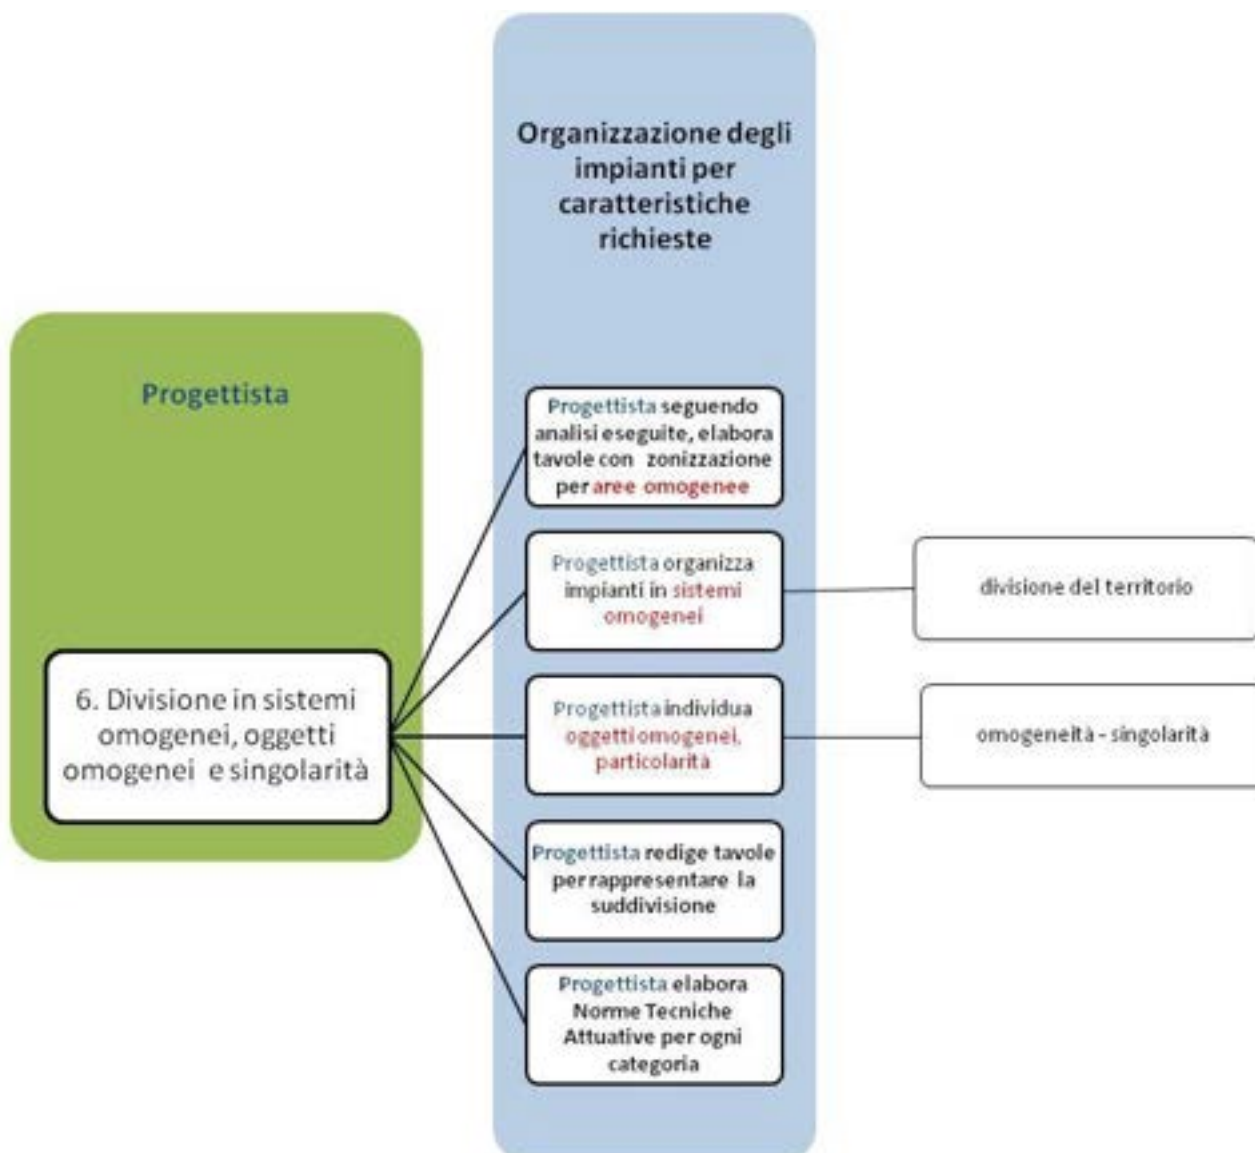 Organizzazione degli
impianti per
caratteristiche
richieste
Progettista
6. Divisione in sistemi
omogenei, oggetti
omogenei e singolarità
Progettista seguendo
analisi eseguite, elabora
tavole con zonizzazione
per aree omogenee
Progettista organizza
impianti in sistemi
omogenei
divisione del territorio
Progettista individua
oggetti omogenei,
particolarità
omogeneità - singolarità
Progettista redige tavole
per rappresentare la
suddivisione
Progettista elabora
Norme Tecniche
Attuative per ogni
categoria